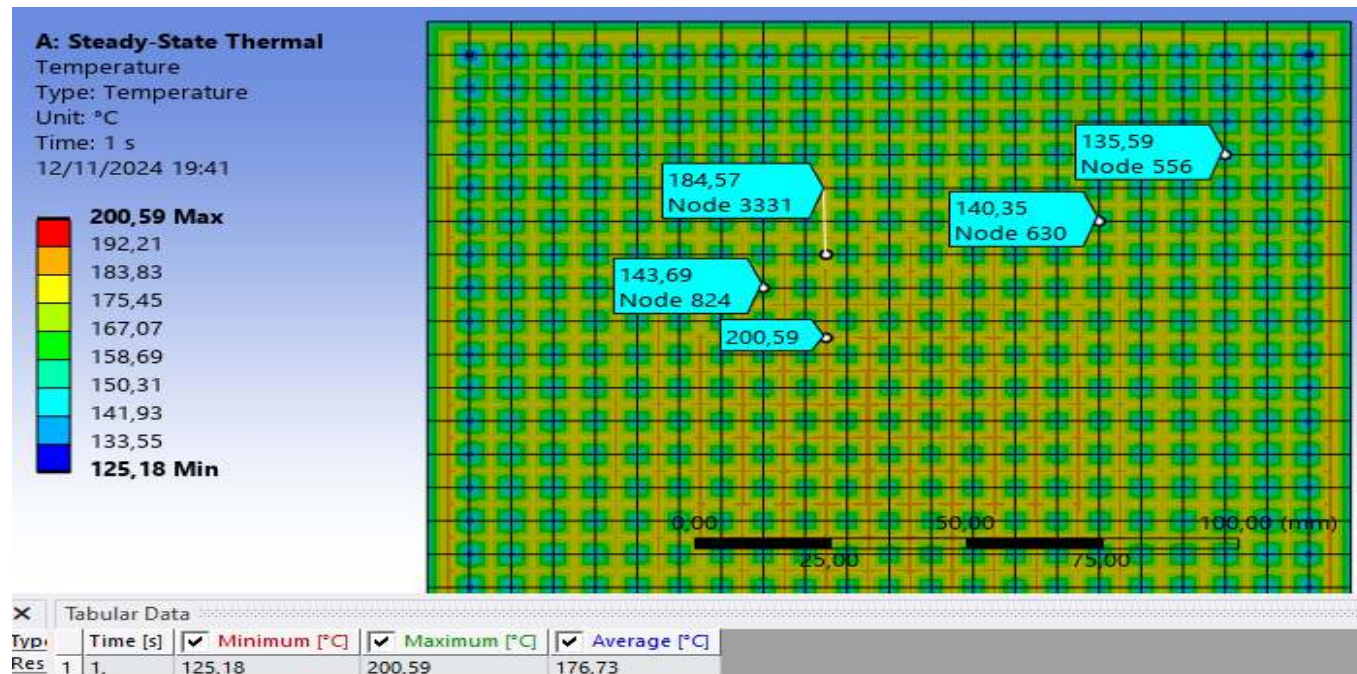 A: Steady-State Thermal
Temperature
Type: Temperature
Unit: °C
Time: 1 s
12/11/2024 19:41
200,59 Max
192,21
183,83
175,45
167,07
158,69
150,31
141,93
133,55
125,18 Min
135,59
Node 556
184,57
Node 3331
140,35
Node 630
143,69
Node 824
200,59
0,00 50,00 100,00 (mm)
25,00 75,00
Tabular Data
Time [s] Minimum [°C] Maximum [°C] Average [°C]
Res 1 1, 125,18 200,59 176,73